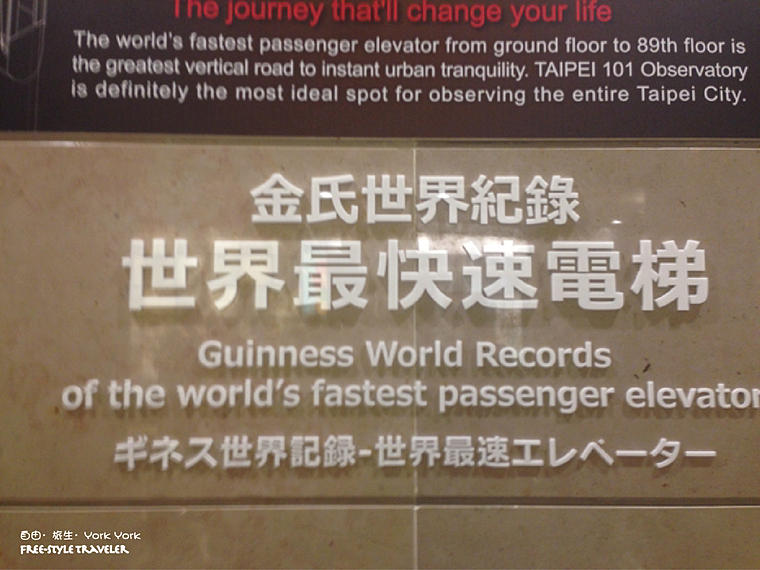 The journey that'll change your life
The world's fastest passenger elevator from ground floor to 89th floor is
the greatest vertical road to instant urban tranquility. TAIPEI 101 Observatory
is definitely the most ideal spot for observing the entire Taipei City.
金氏世界紀錄
世界最快速電梯
Guinness World Records
of the world's fastest passenger elevator
ギネス世界記録-世界最速エレベーター
自由· 旅生· York York
FREE-STYLE TRAVELER